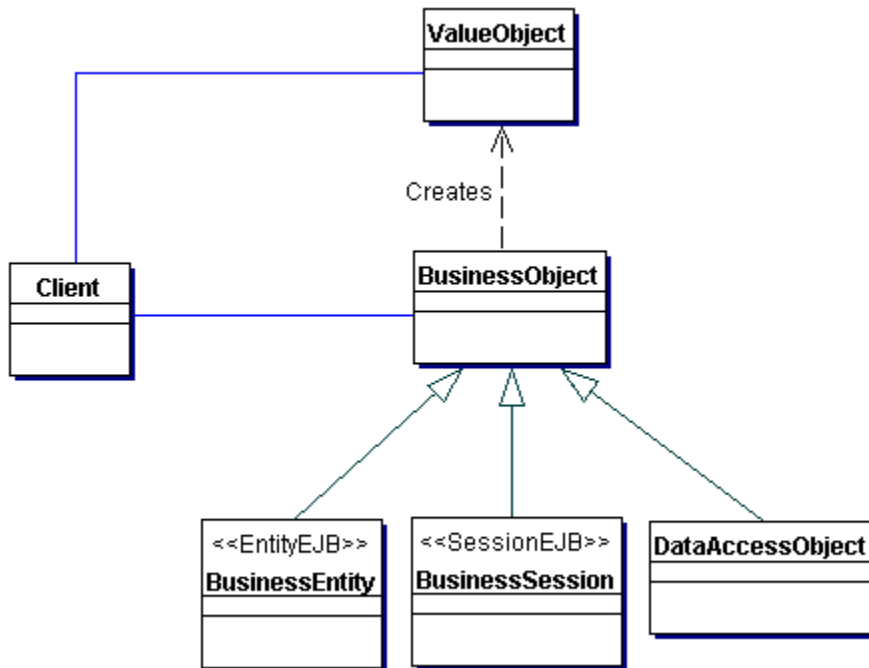 ValueObject
Creates
Client
BusinessObject
<<EntityEJB>>
BusinessEntity
<<SessionEJB>>
BusinessSession
DataAccessObject